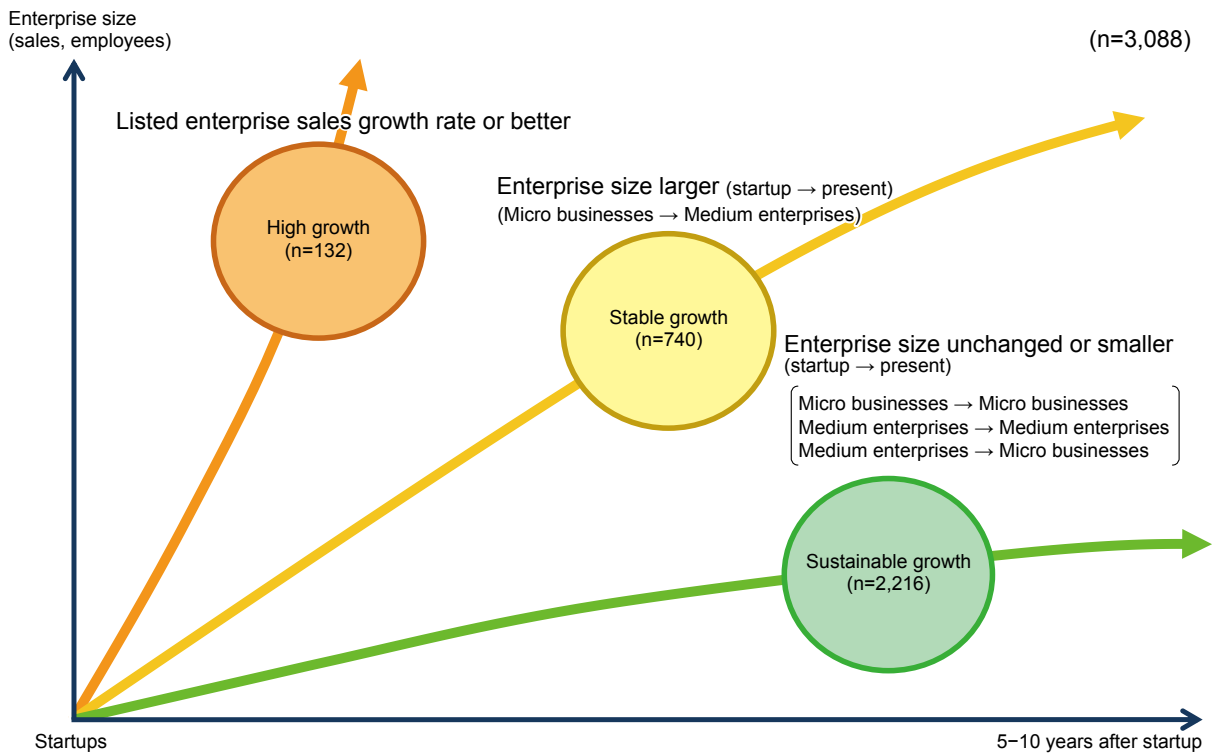 Enterprise size
(sales, employees)
(n=3,088)
Listed enterprise sales growth rate or better
High growth
(n=132)
Enterprise size larger (startup → present)
(Micro businesses → Medium enterprises)
Stable growth
(n=740)
Enterprise size unchanged or smaller
(startup → present)
Micro businesses → Micro businesses
Medium enterprises → Medium enterprises
Medium enterprises → Micro businesses
Sustainable growth
(n=2,216)
Startups
5−10 years after startup